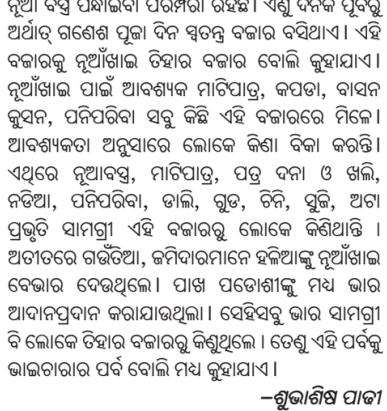 ନୂଆ ବସ୍ତ୍ର ପିନ୍ଧାଇବା ପରମ୍ପରା ରହିଛି। ଏଣୁ ଦିନକ ପୂର୍ବରୁ
ଅର୍ଥାତ୍ ଗଣେଶ ପୂଜା ଦିନ ସ୍ୱତନ୍ତ୍ର ବଜାର ବସିଥାଏ। ଏହି
ବଜାରକୁ ନୂଆଁଖାଇ ତିହାର ବଜାର ବୋଲି କୁହାଯାଏ।
ନୂଆଁଖାଇ ପାଇଁ ଆବଶ୍ୟକ ମାଟିପାତ୍ର, କପଡା, ବାସନ
କୁସନ, ପନିପରିବା ସବୁ କିଛି ଏହି ବଜାରରେ ମିଳେ।
ଆବଶ୍ୟକତା ଅନୁସାରେ ଲୋକେ କିଣା ବିକା କରନ୍ତି।
ଏଥିରେ ନୂଆବସ୍ତ୍ର, ମାଟିପାତ୍ର, ପତ୍ର ଦନା ଓ ଖଲି,
ନଡିଆ, ପନିପରିବା, ଡାଲି, ଗୁଡ, ଚିନି, ସୁଜି, ଅଟା
ପ୍ରଭୃତି ସାମଗ୍ରୀ ଏହି ବଜାରରୁ ଲୋକେ କିଣିଥାନ୍ତି ।
ଅତୀତରେ ଗଉଁତିଆ, ଜମିଦାରମାନେ ହଳିଆଙ୍କୁ ନୂଆଁଖାଇ
ବେଭାର ଦେଉଥିଲେ। ପାଖ ପଡୋଶୀଙ୍କୁ ମଧ୍ୟ ଭାର
ଆଦାନପ୍ରଦାନ କରାଯାଉଥିଲା। ସେହିସବୁ ଭାର ସାମଗ୍ରୀ
ବି ଲୋକେ ତିହାର ବଜାରରୁ କିଣୁଥିଲେ । ତେଣୁ ଏହି ପର୍ବକୁ
ଭାଇଚାରାର ପର୍ବ ବୋଲି ମଧ୍ୟ କୁହାଯାଏ ।
–ଶୁଭାଶିଷ ପାଢୀ